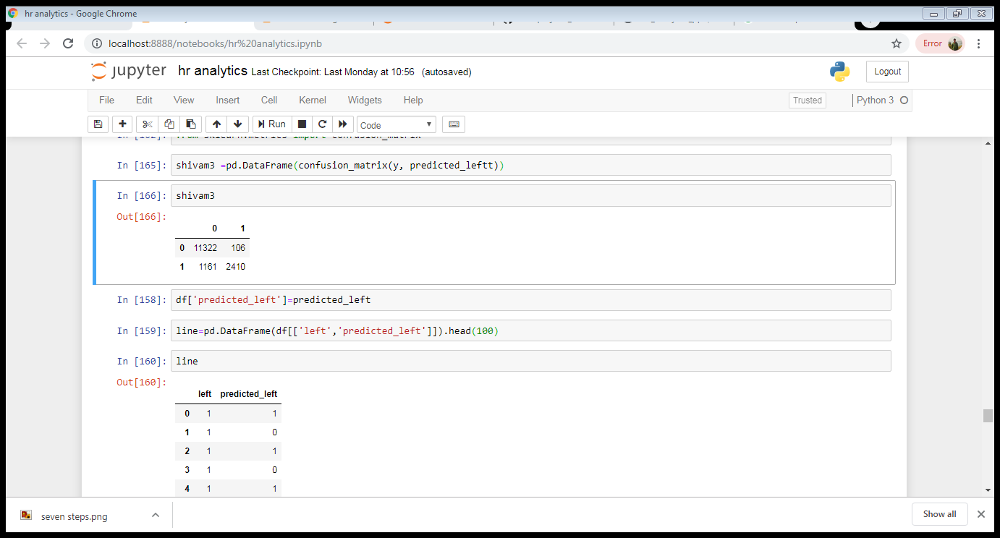 hr analytics - Google Chrome
localhost:8888/notebooks/hr%20analytics.ipynb
Error
jupyter hr analytics Last Checkpoint: Last Monday at 10:56 (autosaved)
Logout
File Edit View Insert Cell Kernel Widgets Help
Trusted
Python 3
Run
Code
In [165]: shivam3 =pd.DataFrame(confusion_matrix(y, predicted_leftt))
In [166]: shivam3
Out[166]:
0 1
0 11322 106
1 1161 2410
In [158]: df['predicted_left']=predicted_left
In [159]: line=pd.DataFrame(df[['left','predicted_left']]).head(100)
In [160]: line
Out[160]:
left predicted_left
0 1 1
1 1 0
2 1 1
3 1 0
4 1 1
seven steps.png
Show all